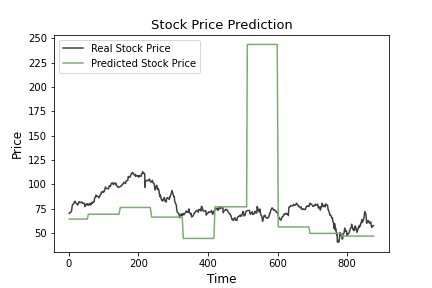 Stock Price Prediction
Real Stock Price
Predicted Stock Price
250
225
200
175
150
125
100
75
50
Price
0 200 400 600 800
Time